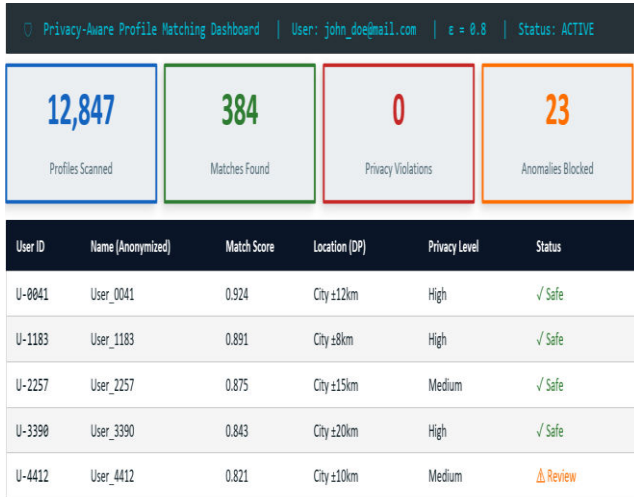 Privacy-Aware Profile Matching Dashboard | User: john_doe@mail.com | ε = 0.8 | Status: ACTIVE
12,847 384 0 23
Profiles Scanned Matches Found Privacy Violations Anomalies Blocked
User ID Name (Anonymized) Match Score Location (DP) Privacy Level Status
U-0041 User_0041 0.924 City ±12km High √ Safe
U-1183 User_1183 0.891 City ±8km High √ Safe
U-2257 User_2257 0.875 City ±15km Medium √ Safe
U-3390 User_3390 0.843 City ±20km High √ Safe
U-4412 User_4412 0.821 City ±10km Medium ⚠ Review